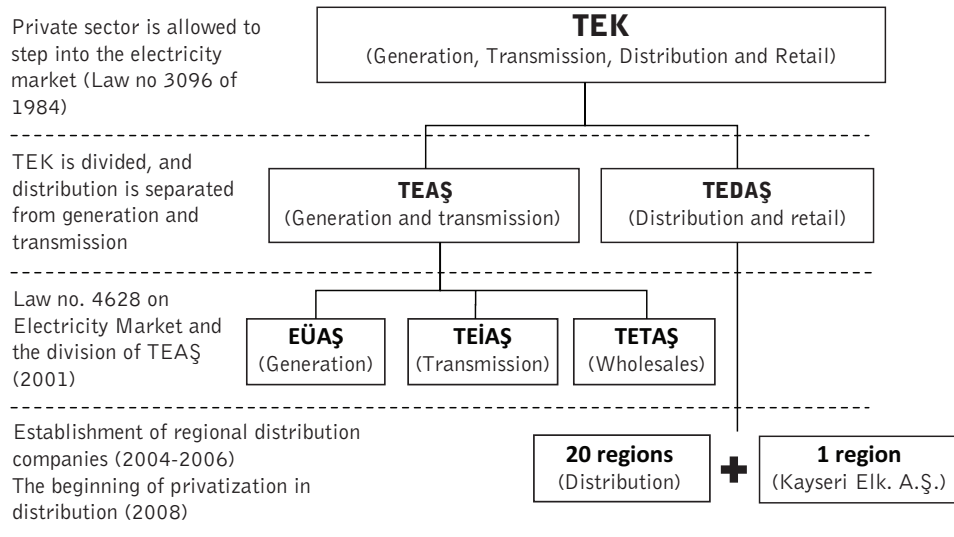 Private sector is allowed to
step into the electricity
market (Law no 3096 of
1984)
TEK
(Generation, Transmission, Distribution and Retail)
TEK is divided, and
distribution is separated
from generation and
transmission
TEAŞ
(Generation and transmission)
TEDAŞ
(Distribution and retail)
Law no. 4628 on
Electricity Market and
the division of TEAŞ
(2001)
EÜAŞ
(Generation)
TEİAŞ
(Transmission)
TETAŞ
(Wholesales)
Establishment of regional distribution
companies (2004-2006)
The beginning of privatization in
distribution (2008)
20 regions
(Distribution)
+
1 region
(Kayseri Elk. A.Ş.)